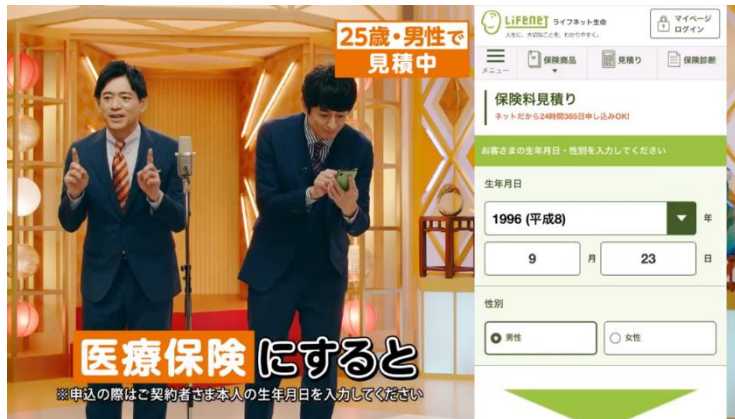 25歳・男性で
見積中
医療保険にすると
※申込の際はご契約者さま本人の生年月日を入力してください
LIFENET ライフネット生命
人生に、大切なことを、わかりやすく。
マイページ
ログイン
メニュー
保険商品
見積り
保険診断
保険料見積り
ネットだから24時間365日申し込みOK!
お客さまの生年月日・性別を入力してください
生年月日
1996 (平成8) 年
9 月 23 日
性別
男性 女性